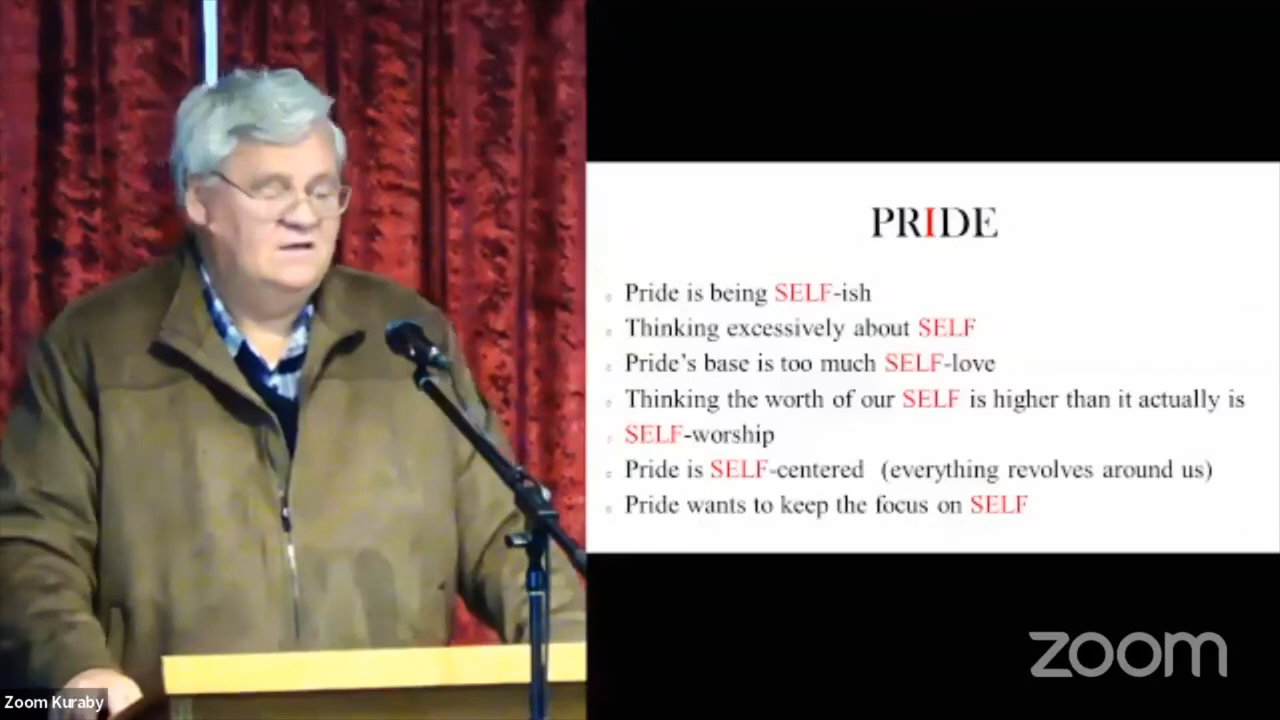 PRIDE
Pride is being SELF-ish
Thinking excessively about SELF
Pride's base is too much SELF-love
Thinking the worth of our SELF is higher than it actually is
SELF-worship
Pride is SELF-centered (everything revolves around us)
Pride wants to keep the focus on SELF
zoom
Zoom Kuraby